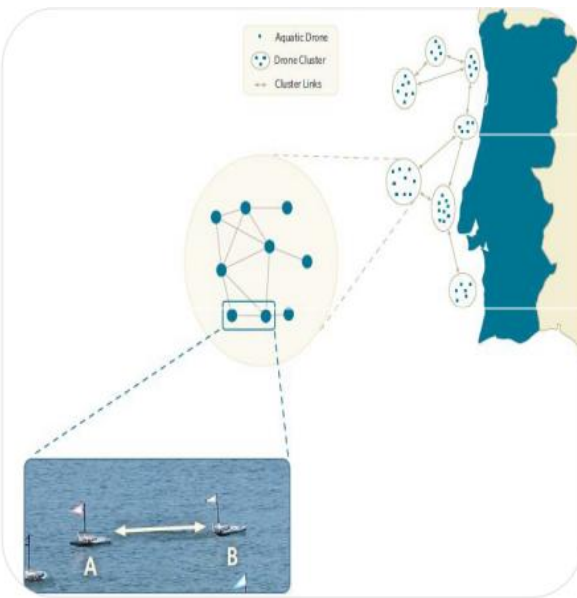 Aquatic Drone
Drone Cluster
Cluster Links
A
B